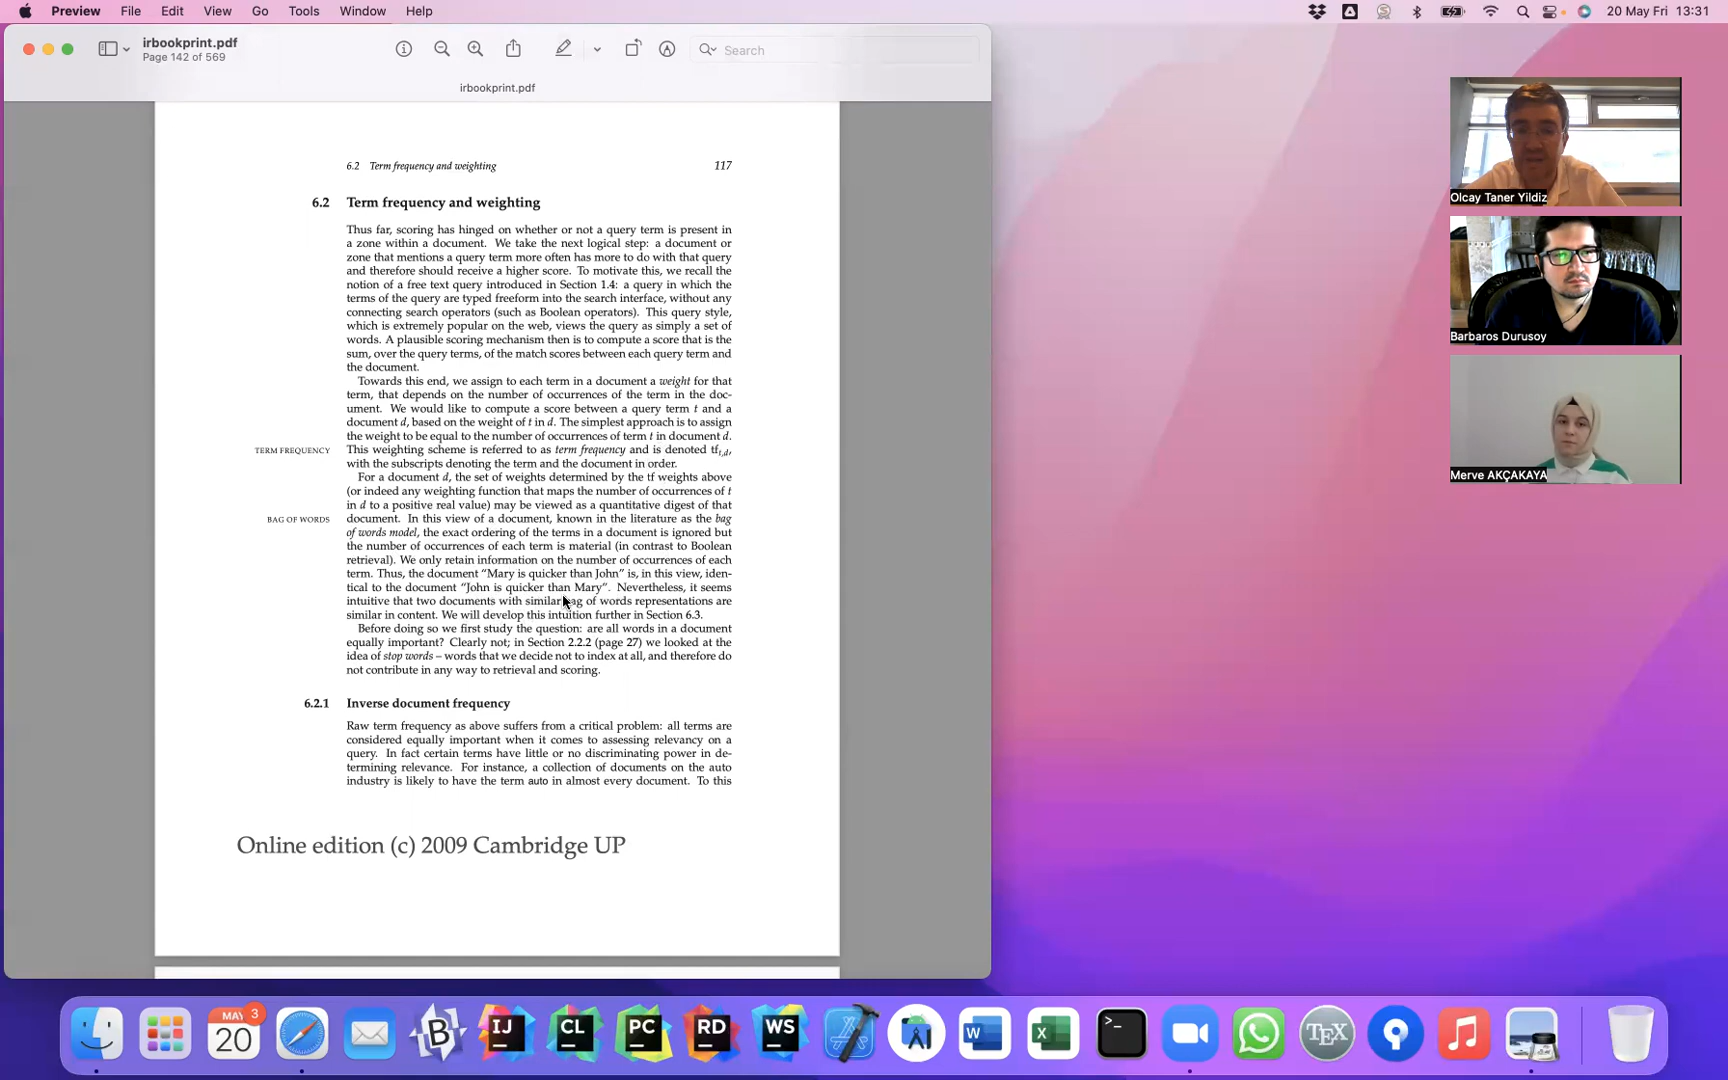 Preview File Edit View Go Tools Window Help
20 May Fri 13:31
irbookprint.pdf
Page 142 of 569
Search
irbookprint.pdf
6.2 Term frequency and weighting 117
6.2 Term frequency and weighting
Thus far, scoring has hinged on whether or not a query term is present in
a zone within a document. We take the next logical step: a document or
zone that mentions a query term more often has more to do with that query
and therefore should receive a higher score. To motivate this, we recall the
notion of a free text query introduced in Section 1.4: a query in which the
terms of the query are typed freeform into the search interface, without any
connecting search operators (such as Boolean operators). This query style,
which is extremely popular on the web, views the query as simply a set of
words. A plausible scoring mechanism then is to compute a score that is the
sum, over the query terms, of the match scores between each query term and
the document.
Towards this end, we assign to each term in a document a weight for that
term, that depends on the number of occurrences of the term in the doc-
ument. We would like to compute a score between a query term t and a
document d, based on the weight of t in d. The simplest approach is to assign
the weight to be equal to the number of occurrences of term t in document d.
TERM FREQUENCY This weighting scheme is referred to as term frequency and is denoted tft,d,
with the subscripts denoting the term and the document in order.
For a document d, the set of weights determined by the tf weights above
(or indeed any weighting function that maps the number of occurrences of t
in d to a positive real value) may be viewed as a quantitative digest of that
BAG OF WORDS document. In this view of a document, known in the literature as the bag
of words model, the exact ordering of the terms in a document is ignored but
the number of occurrences of each term is material (in contrast to Boolean
retrieval). We only retain information on the number of occurrences of each
term. Thus, the document “Mary is quicker than John” is, in this view, iden-
tical to the document “John is quicker than Mary”. Nevertheless, it seems
intuitive that two documents with similar bag of words representations are
similar in content. We will develop this intuition further in Section 6.3.
Before doing so we first study the question: are all words in a document
equally important? Clearly not; in Section 2.2.2 (page 27) we looked at the
idea of stop words – words that we decide not to index at all, and therefore do
not contribute in any way to retrieval and scoring.
6.2.1 Inverse document frequency
Raw term frequency as above suffers from a critical problem: all terms are
considered equally important when it comes to assessing relevancy on a
query. In fact certain terms have little or no discriminating power in de-
termining relevance. For instance, a collection of documents on the auto
industry is likely to have the term auto in almost every document. To this
Online edition (c) 2009 Cambridge UP
Olcay Taner Yildiz
Barbaros Durusoy
Merve AKÇAKAYA
MAY 3
20
B
IJ
CL
PC
RD
WS
W
X
>_
TEX